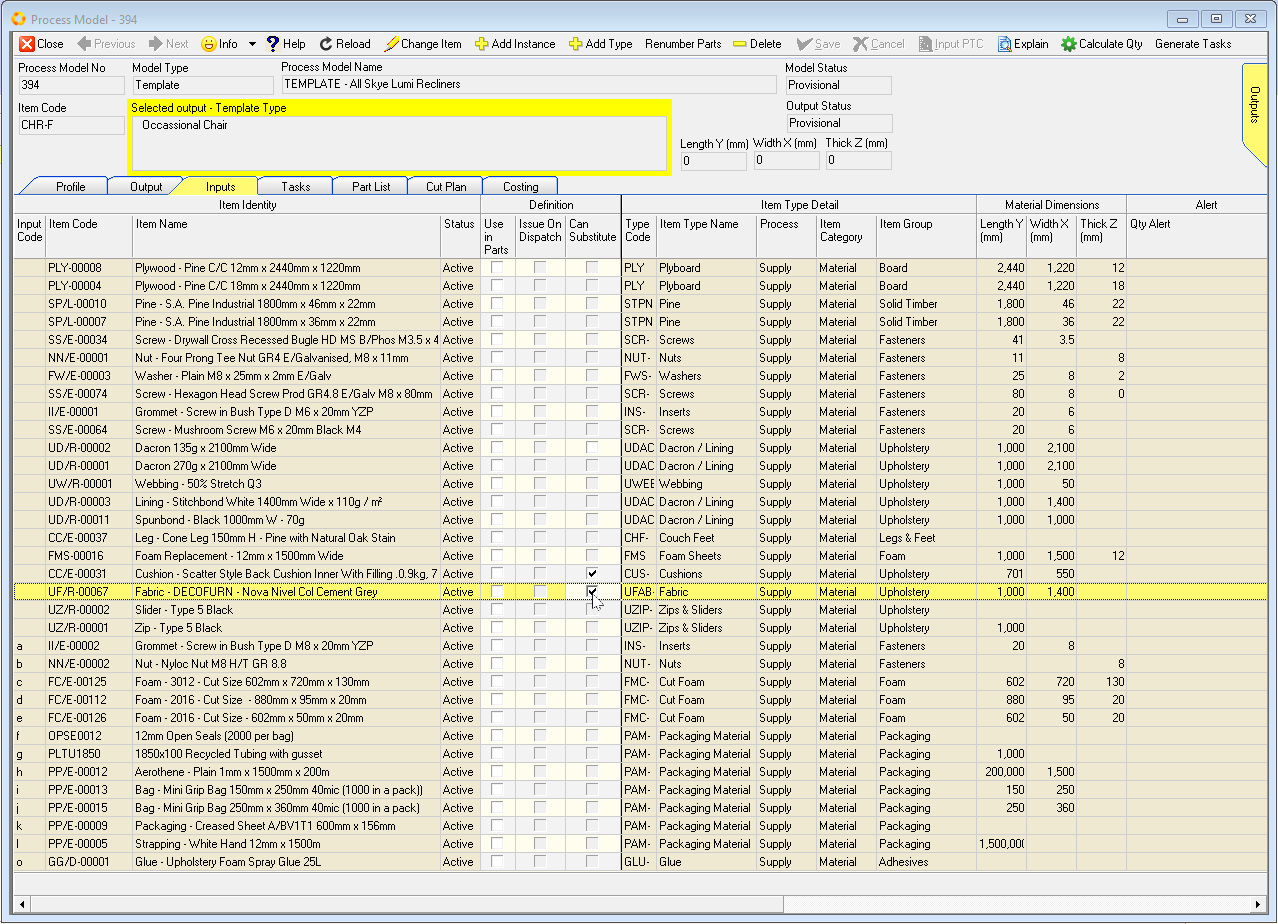 Process Model - 394
Close Previous Next Info Help Reload Change Item Add Instance Add Type Renumber Parts Delete Save Cancel Input PTC Explain Calculate Qty Generate Tasks
Process Model No Model Type Process Model Name Model Status
394 Template TEMPLATE - All Skye Lumi Recliners Provisional
Item Code Selected output - Template Type Output Status
CHR-F Occassional Chair Provisional
Length Y (mm) Width X (mm) Thick Z (mm)
0 0 0
Outputs
Profile Output Inputs Tasks Part List Cut Plan Costing
Item Identity Definition Item Type Detail Material Dimensions Alert
Input Code Item Code Item Name Status Use in Parts Issue On Dispatch Can Substitute Type Code Item Type Name Process Item Category Item Group Length Y (mm) Width X (mm) Thick Z (mm) Qty Alert
PLY-00008 Plywood - Pine C/C 12mm x 2440mm x 1220mm Active PLY Plyboard Supply Material Board 2,440 1,220 12
PLY-00004 Plywood - Pine C/C 18mm x 2440mm x 1220mm Active PLY Plyboard Supply Material Board 2,440 1,220 18
SP/L-00010 Pine - S.A. Pine Industrial 1800mm x 46mm x 22mm Active STPN Pine Supply Material Solid Timber 1,800 46 22
SP/L-00007 Pine - S.A. Pine Industrial 1800mm x 36mm x 22mm Active STPN Pine Supply Material Solid Timber 1,800 36 22
SS/E-00034 Screw - Drywall Cross Recessed Bugle HD MS B/Phos M3.5 x 4 Active SCR- Screws Supply Material Fasteners 41 3.5
NN/E-00001 Nut - Four Prong Tee Nut GR4 E/Galvanised, M8 x 11mm Active NUT- Nuts Supply Material Fasteners 11 8
FW/E-00003 Washer - Plain M8 x 25mm x 2mm E/Galv Active FWS- Washers Supply Material Fasteners 25 8 2
SS/E-00074 Screw - Hexagon Head Screw Prod GR4.8 E/Galv M8 x 80mm Active SCR- Screws Supply Material Fasteners 80 8 0
II/E-00001 Grommet - Screw in Bush Type D M6 x 20mm YZP Active INS- Inserts Supply Material Fasteners 20 6
SS/E-00064 Screw - Mushroom Screw M6 x 20mm Black M4 Active SCR- Screws Supply Material Fasteners 20 6
UD/R-00002 Dacron 135g x 2100mm Wide Active UDAC Dacron / Lining Supply Material Upholstery 1,000 2,100
UD/R-00001 Dacron 270g x 2100mm Wide Active UDAC Dacron / Lining Supply Material Upholstery 1,000 2,100
UW/R-00001 Webbing - 50% Stretch Q3 Active UWEE Webbing Supply Material Upholstery 1,000 50
UD/R-00003 Lining - Stitchbond White 1400mm Wide x 110g / m² Active UDAC Dacron / Lining Supply Material Upholstery 1,000 1,400
UD/R-00011 Spunbond - Black 1000mm W - 70g Active UDAC Dacron / Lining Supply Material Upholstery 1,000 1,000
CC/E-00037 Leg - Cone Leg 150mm H - Pine with Natural Oak Stain Active CHF- Couch Feet Supply Material Legs & Feet
FMS-00016 Foam Replacement - 12mm x 1500mm Wide Active FMS Foam Sheets Supply Material Foam 1,000 1,500 12
CC/E-00031 Cushion - Scatter Style Back Cushion Inner With Filling .0.9kg, 7 Active CUS- Cushions Supply Material Cushions 701 550
UF/R-00067 Fabric - DECOFURN - Nova Nivel Col Cement Grey Active UFAB- Fabric Supply Material Upholstery 1,000 1,400
UZ/R-00002 Slider - Type 5 Black Active UZIP- Zips & Sliders Supply Material Upholstery
UZ/R-00001 Zip - Type 5 Black Active UZIP- Zips & Sliders Supply Material Upholstery 1,000
a II/E-00002 Grommet - Screw in Bush Type D M8 x 20mm YZP Active INS- Inserts Supply Material Fasteners 20 8
b NN/E-00002 Nut - Nyloc Nut M8 H/T GR 8.8 Active NUT- Nuts Supply Material Fasteners 8
c FC/E-00125 Foam - 3012 - Cut Size 602mm x 720mm x 130mm Active FMC- Cut Foam Supply Material Foam 602 720 130
d FC/E-00122 Foam - 2016 - Cut Size - 880mm x 95mm x 20mm Active FMC- Cut Foam Supply Material Foam 880 95 20
e FC/E-00126 Foam - 2016 - Cut Size - 602mm x 50mm x 20mm Active FMC- Cut Foam Supply Material Foam 602 50 20
f OPSE0012 12mm Open Seals (2000 per bag) Active PAM- Packaging Material Supply Material Packaging
g PLTU1850 1850x100 Recycled Tubing with gusset Active PAM- Packaging Material Supply Material Packaging 1,000
h PP/E-00012 Aerothene - Plain 1mm x 1500mm x 200m Active PAM- Packaging Material Supply Material Packaging 200,000 1,500
i PP/E-00013 Bag - Mini Grip Bag 150mm x 250mm 40mic (1000 in a pack)) Active PAM- Packaging Material Supply Material Packaging 150 250
j PP/E-00015 Bag - Mini Grip Bag 250mm x 360mm 40mic (1000 in a pack) Active PAM- Packaging Material Supply Material Packaging 250 360
k PP/E-00009 Packaging - Creased Sheet A/BV1T1 600mm x 156mm Active PAM- Packaging Material Supply Material Packaging
l PP/E-00005 Strapping - White Hand 12mm x 1500m Active PAM- Packaging Material Supply Material Packaging 1,500,00
o GG/D-00001 Glue - Upholstery Foam Spray Glue 25L Active GLU- Glue Supply Material Adhesives